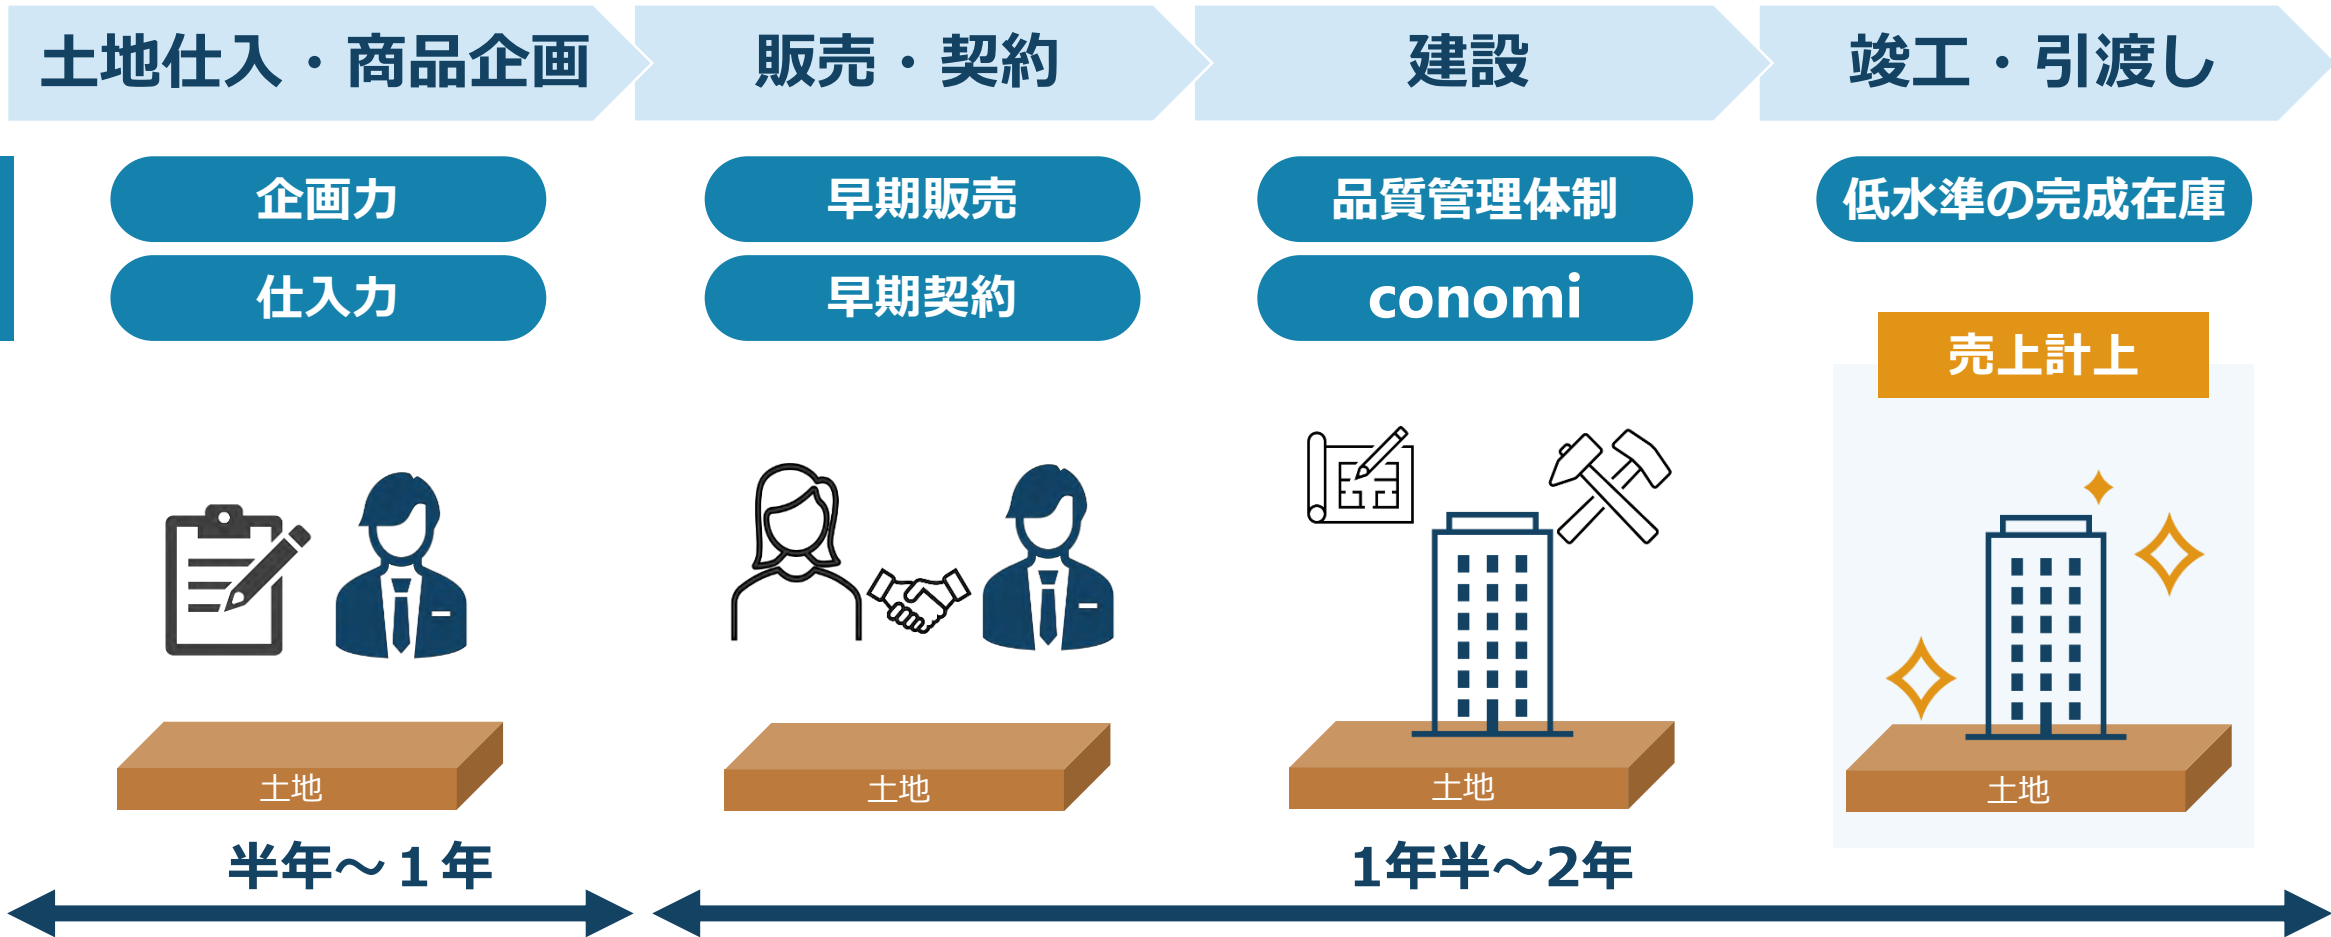 土地仕入・商品企画
販売・契約
建設
竣工・引渡し
企画力
早期販売
品質管理体制
低水準の完成在庫
仕入力
早期契約
conomi
売上計上
土地
土地
土地
土地
半年～１年
1年半～2年